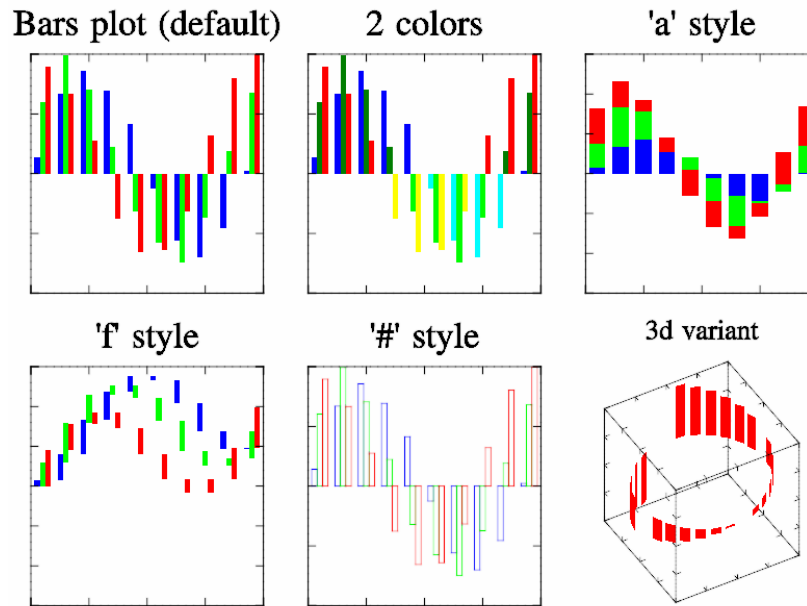 Bars plot (default)
2 colors
'a' style
'f' style
'#' style
3d variant